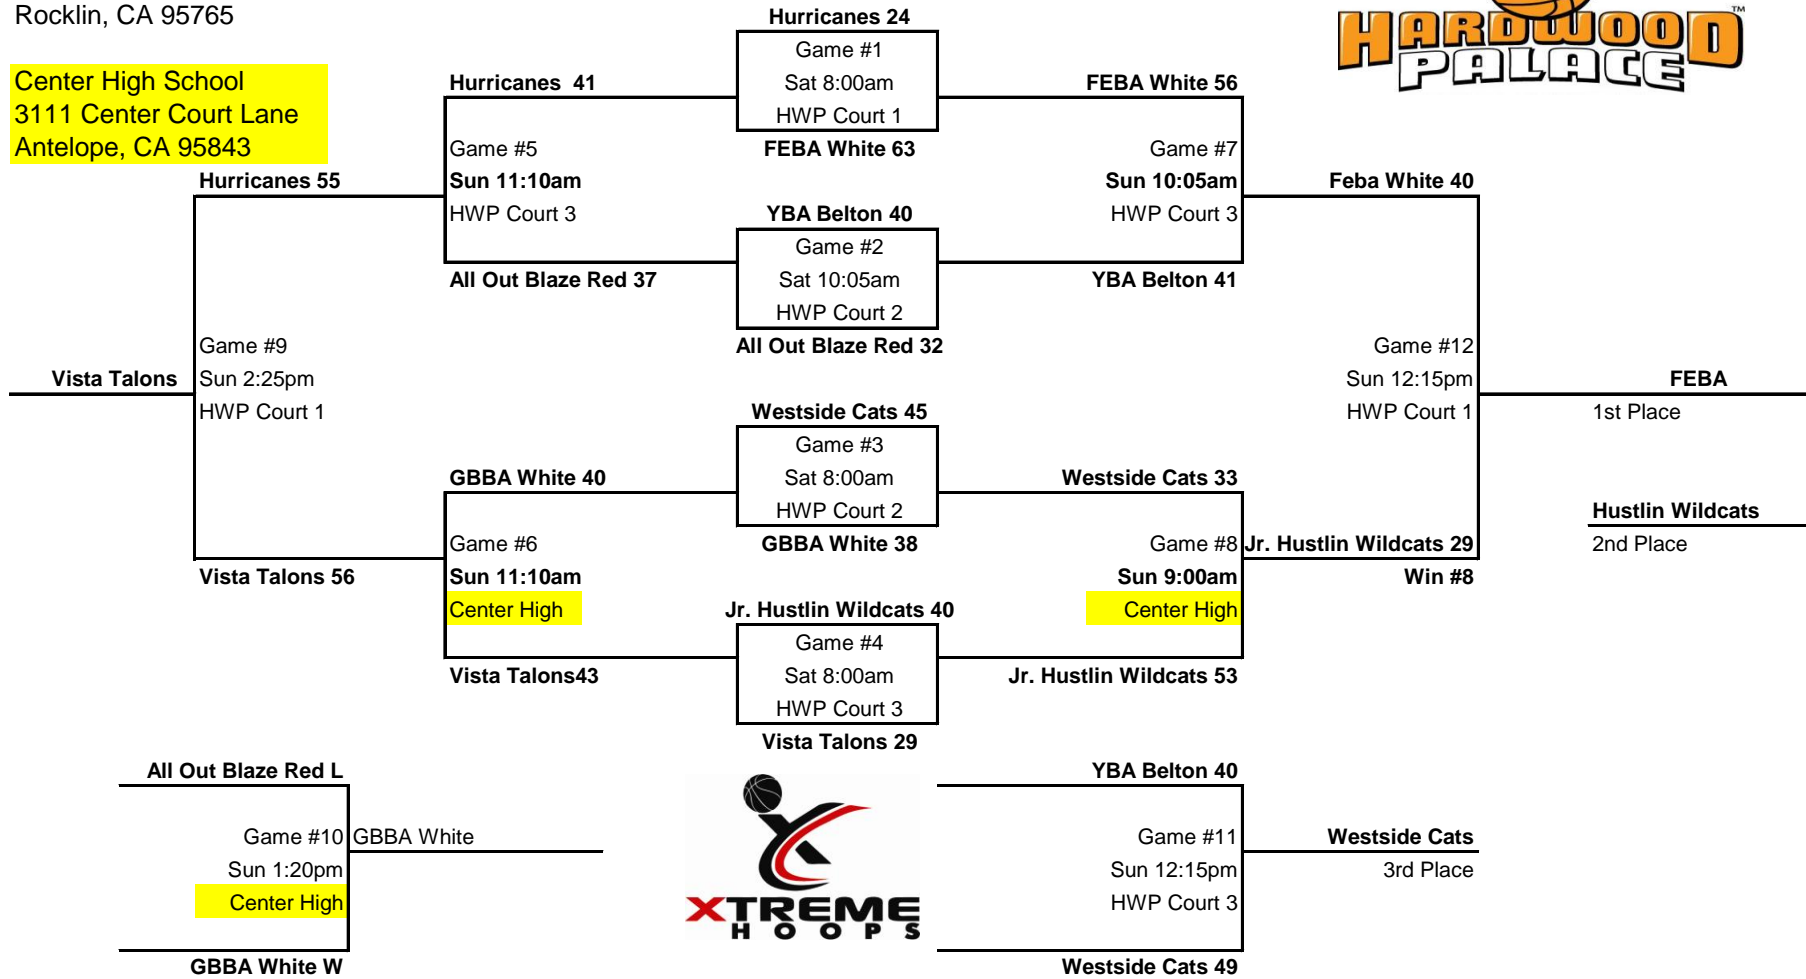 Rocklin, CA 95765
Hurricanes 24
HARDWOOD
PALACE
TM
Center High School
3111 Center Court Lane
Antelope, CA 95843
Game #1
Sat 8:00am
HWP Court 1
FEBA White 63
Hurricanes 41
FEBA White 56
Game #5
Sun 11:10am
HWP Court 3
Game #7
Sun 10:05am
HWP Court 3
Hurricanes 55
Feba White 40
YBA Belton 40
Game #2
Sat 10:05am
HWP Court 2
All Out Blaze Red 32
All Out Blaze Red 37
YBA Belton 41
Game #9
Sun 2:25pm
HWP Court 1
Vista Talons
Game #12
Sun 12:15pm
HWP Court 1
FEBA
1st Place
Westside Cats 45
Game #3
Sat 8:00am
HWP Court 2
GBBA White 38
GBBA White 40
Westside Cats 33
Hustlin Wildcats
2nd Place
Game #6
Sun 11:10am
Center High
Game #8
Sun 9:00am
Center High
Jr. Hustlin Wildcats 29
Win #8
Vista Talons 56
Jr. Hustlin Wildcats 40
Game #4
Sat 8:00am
HWP Court 3
Vista Talons 29
Vista Talons43
Jr. Hustlin Wildcats 53
All Out Blaze Red L
Game #10
Sun 1:20pm
Center High
GBBA White
GBBA White W
XTREME
HOOPS
YBA Belton 40
Game #11
Sun 12:15pm
HWP Court 3
Westside Cats
3rd Place
Westside Cats 49